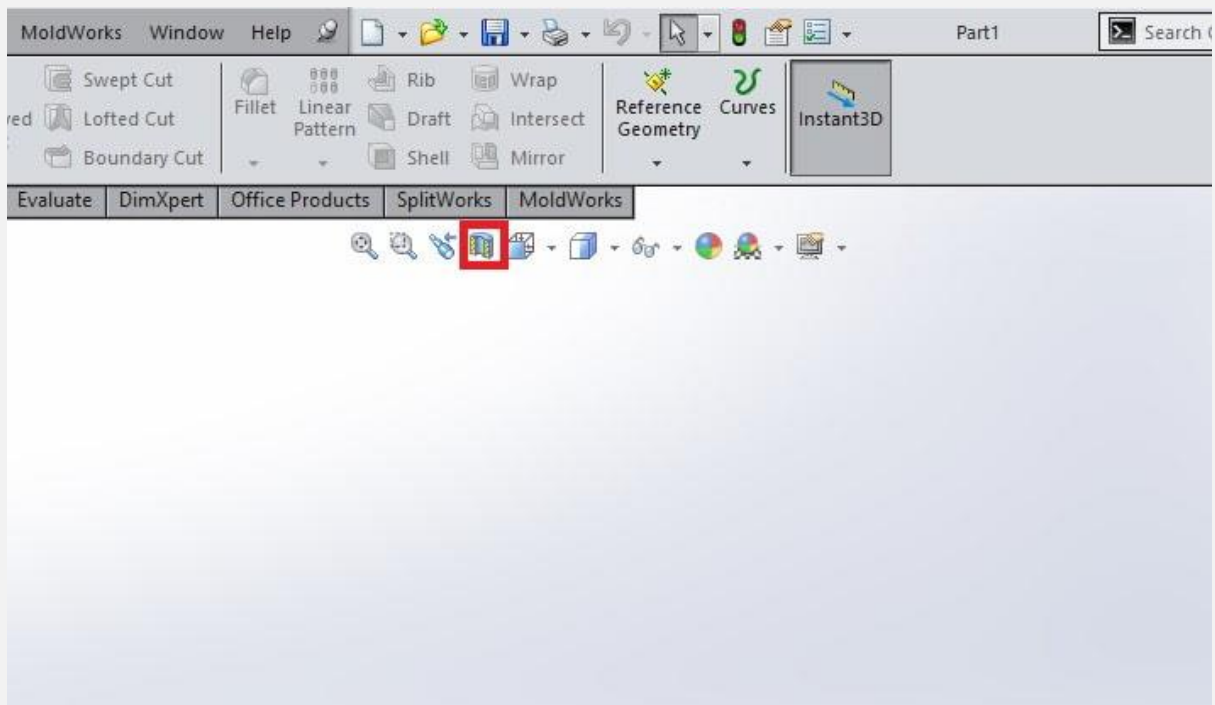 MoldWorks Window Help Part1 Search
Swept Cut Rib Wrap
Fillet Linear Pattern Reference Geometry Curves Instant3D
Lofted Cut Draft Intersect
Boundary Cut Shell Mirror
Evaluate DimXpert Office Products SplitWorks MoldWorks